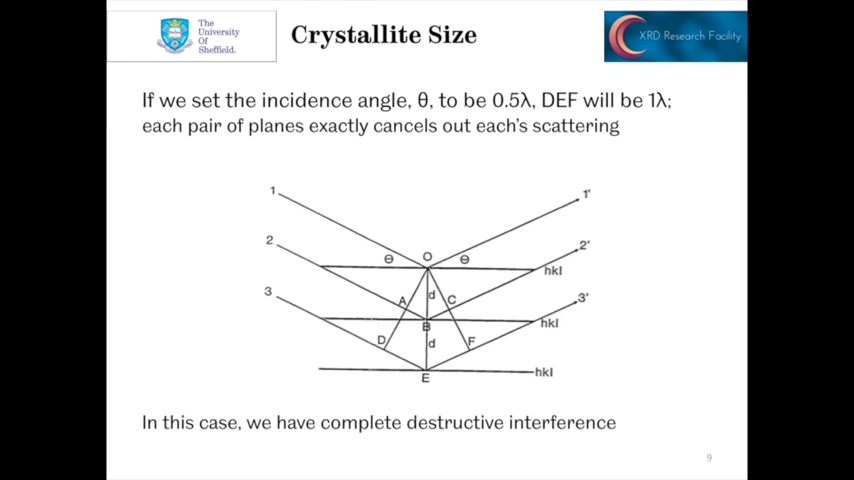 The
University
Of
Sheffield.
Crystallite Size
XRD Research Facility
If we set the incidence angle, θ, to be 0.5λ, DEF will be 1λ;
each pair of planes exactly cancels out each's scattering
1
1'
2
2'
θ
O
θ
hkl
3
A
d
C
3'
B
hkl
D
d
F
E
hkl
In this case, we have complete destructive interference
9